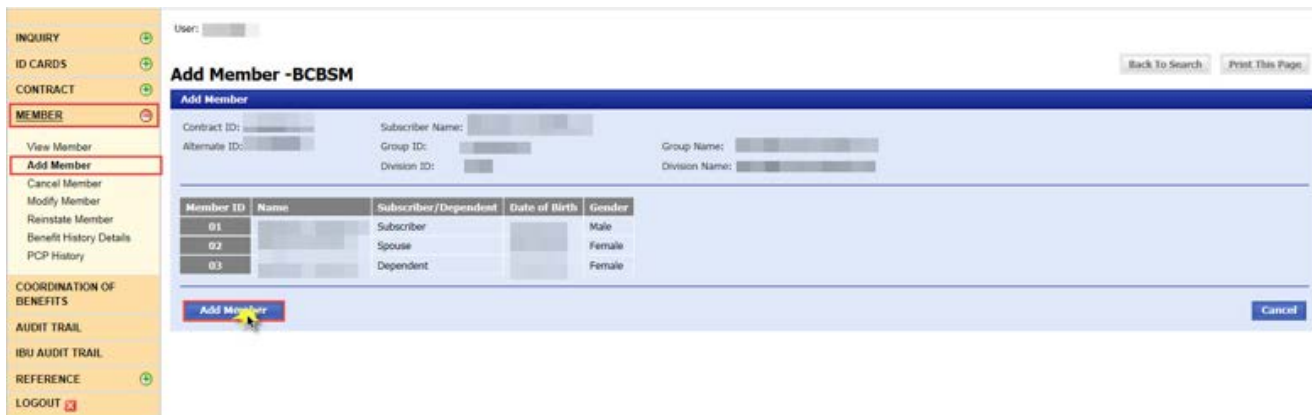 INQUIRY
ID CARDS
CONTRACT
MEMBER
View Member
Add Member
Cancel Member
Modify Member
Reinstate Member
Benefit History Details
PCP History
COORDINATION OF
BENEFITS
AUDIT TRAIL
IBU AUDIT TRAIL
REFERENCE
LOGOUT
User:
Back To Search Print This Page
Add Member -BCBSM
Add Member
Contract ID: Subscriber Name:
Alternate ID: Group ID: Group Name:
Division ID: Division Name:
Member ID Name Subscriber/Dependent Date of Birth Gender
01 Subscriber Male
02 Spouse Female
03 Dependent Female
Add Member Cancel